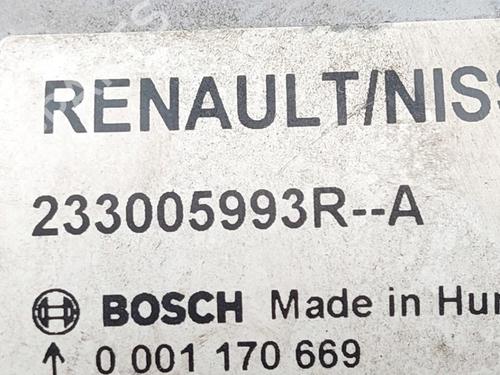 RENAULT/NISS
233005993R--A
BOSCH Made in Hun
↑ 0 001 170 669